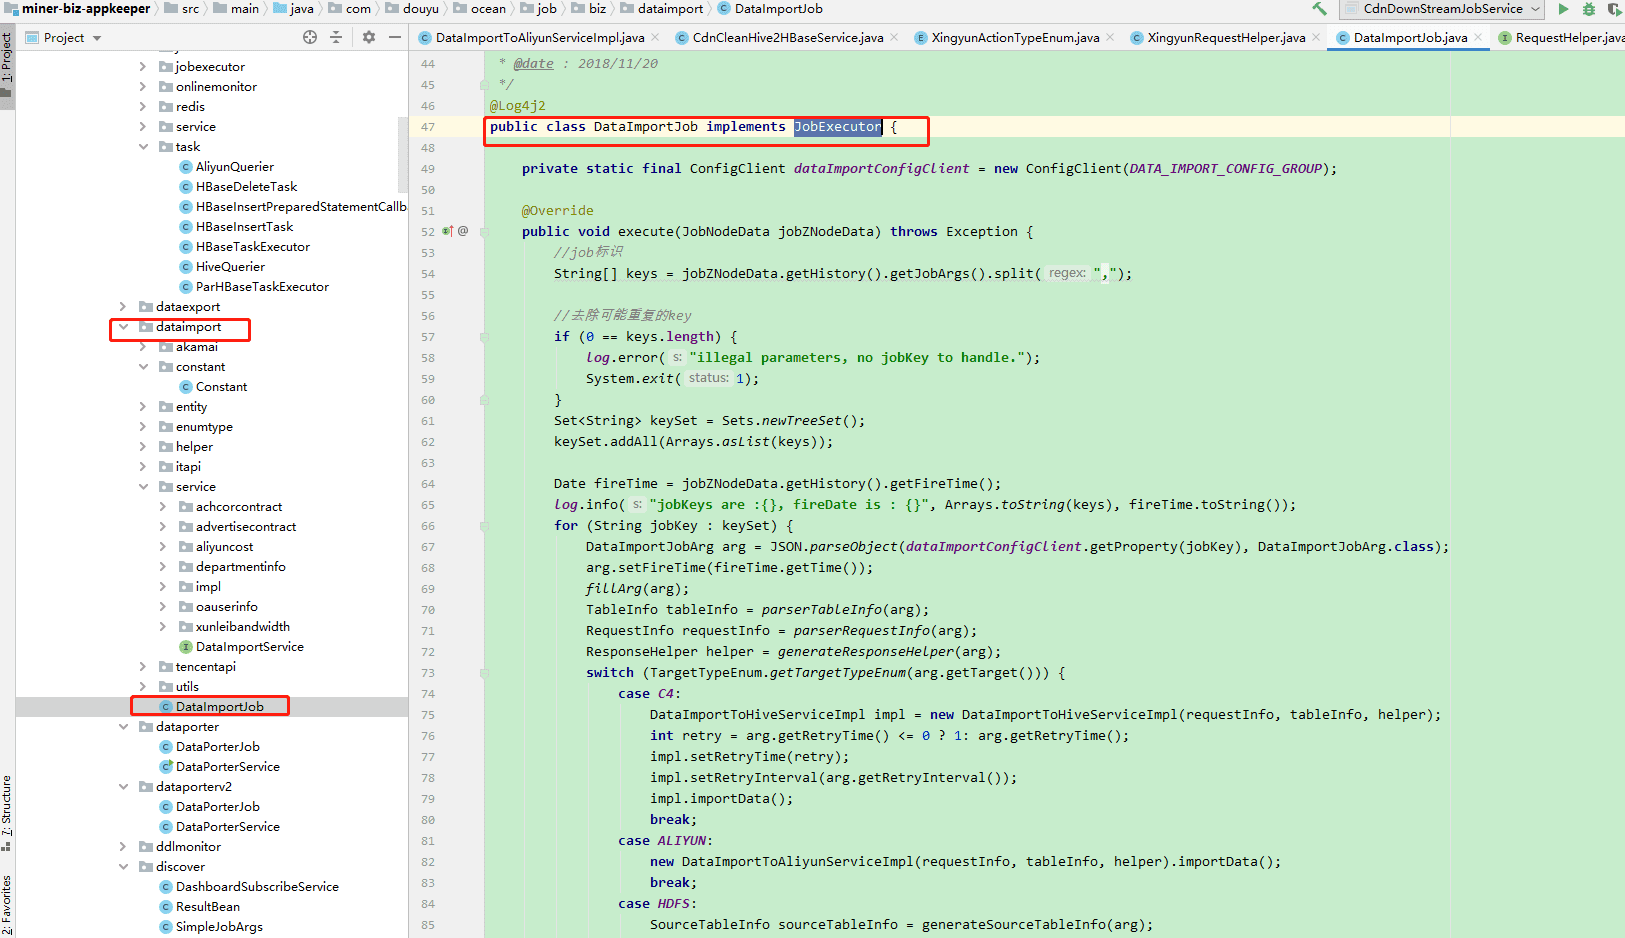 miner-biz-appkeeper src main java com douyu ocean job biz dataimport DataImportJob CdnDownStreamJobService
Project DataImportToAliyunServiceImpl.java CdnCleanHive2HBaseService.java XingyunActionTypeEnum.java XingyunRequestHelper.java DataImportJob.java RequestHelper.java
1: Project
7: Structure
2: Favorites
jobexecutor
onlinemonitor
redis
service
task
AliyunQuerier
HBaseDeleteTask
HBaseInsertPreparedStatementCallba
HBaseInsertTask
HBaseTaskExecutor
HiveQuerier
ParHBaseTaskExecutor
dataexport
dataimport
akamai
constant
Constant
entity
enumtype
helper
itapi
service
achcorcontract
advertisecontract
aliyuncost
departmentinfo
impl
oauserinfo
xunleibandwidth
DataImportService
tencentapi
utils
DataImportJob
dataporter
DataPorterJob
DataPorterService
dataporterv2
DataPorterJob
DataPorterService
ddlmonitor
discover
DashboardSubscribeService
ResultBean
SimpleJobArgs
44 * @date : 2018/11/20
45 */
46 @Log4j2
47 public class DataImportJob implements JobExecutor {
48
49 private static final ConfigClient dataImportConfigClient = new ConfigClient(DATA_IMPORT_CONFIG_GROUP);
50
51 @Override
52 @ public void execute(JobNodeData jobZNodeData) throws Exception {
53 //job标识
54 String[] keys = jobZNodeData.getHistory().getJobArgs().split( regex: ",");
55
56 //去除可能重复的key
57 if (0 == keys.length) {
58 log.error( s: "illegal parameters, no jobKey to handle.");
59 System.exit( status: 1);
60 }
61 Set<String> keySet = Sets.newTreeSet();
62 keySet.addAll(Arrays.asList(keys));
63
64 Date fireTime = jobZNodeData.getHistory().getFireTime();
65 log.info( s: "jobKeys are :{}, fireDate is : {}", Arrays.toString(keys), fireTime.toString());
66 for (String jobKey : keySet) {
67 DataImportJobArg arg = JSON.parseObject(dataImportConfigClient.getProperty(jobKey), DataImportJobArg.class);
68 arg.setFireTime(fireTime.getTime());
69 fillArg(arg);
70 TableInfo tableInfo = parserTableInfo(arg);
71 RequestInfo requestInfo = parserRequestInfo(arg);
72 ResponseHelper helper = generateResponseHelper(arg);
73 switch (TargetTypeEnum.getTargetTypeEnum(arg.getTarget())) {
74 case C4:
75 DataImportToHiveServiceImpl impl = new DataImportToHiveServiceImpl(requestInfo, tableInfo, helper);
76 int retry = arg.getRetryTime() <= 0 ? 1: arg.getRetryTime();
77 impl.setRetryTime(retry);
78 impl.setRetryInterval(arg.getRetryInterval());
79 impl.importData();
80 break;
81 case ALIYUN:
82 new DataImportToAliyunServiceImpl(requestInfo, tableInfo, helper).importData();
83 break;
84 case HDFS:
85 SourceTableInfo sourceTableInfo = generateSourceTableInfo(arg);